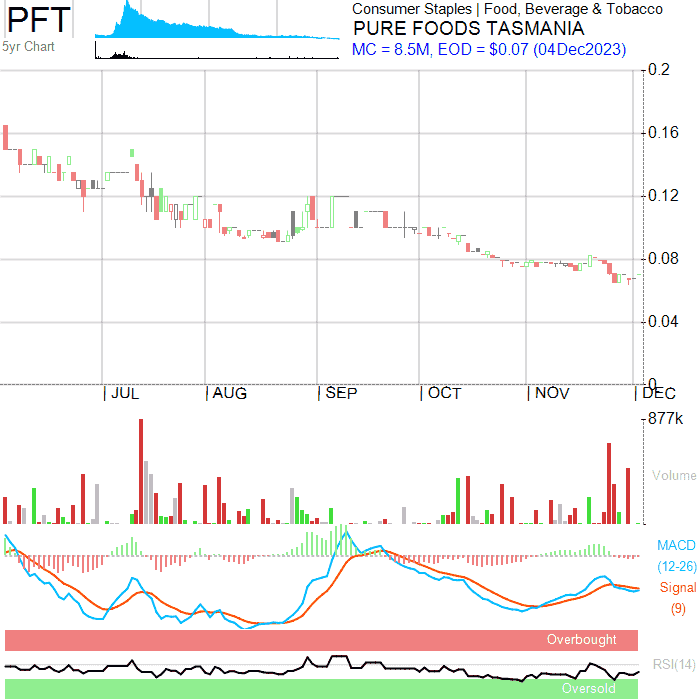 PFT
5yr Chart
Consumer Staples | Food, Beverage & Tobacco
PURE FOODS TASMANIA
MC = 8.5M, EOD = $0.07 (04Dec2023)
0.2
0.16
0.12
0.08
0.04
0
JUL AUG SEP OCT NOV DEC
877k
Volume
MACD
(12-26)
Signal
(9)
Overbought
RSI(14)
Oversold